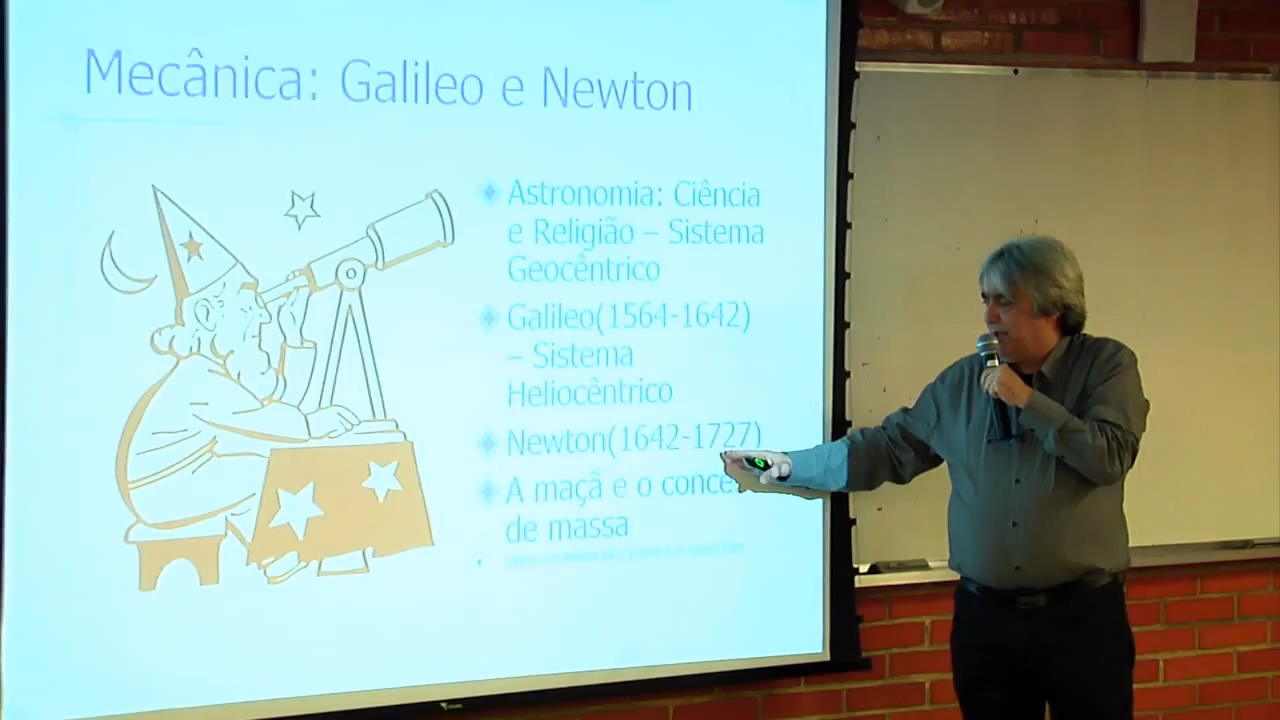 Mecânica: Galileo e Newton
Astronomia: Ciência
e Religião – Sistema
Geocêntrico
Galileo(1564-1642)
– Sistema
Heliocêntrico
Newton(1642-1727)
A maçã e o conce
de massa